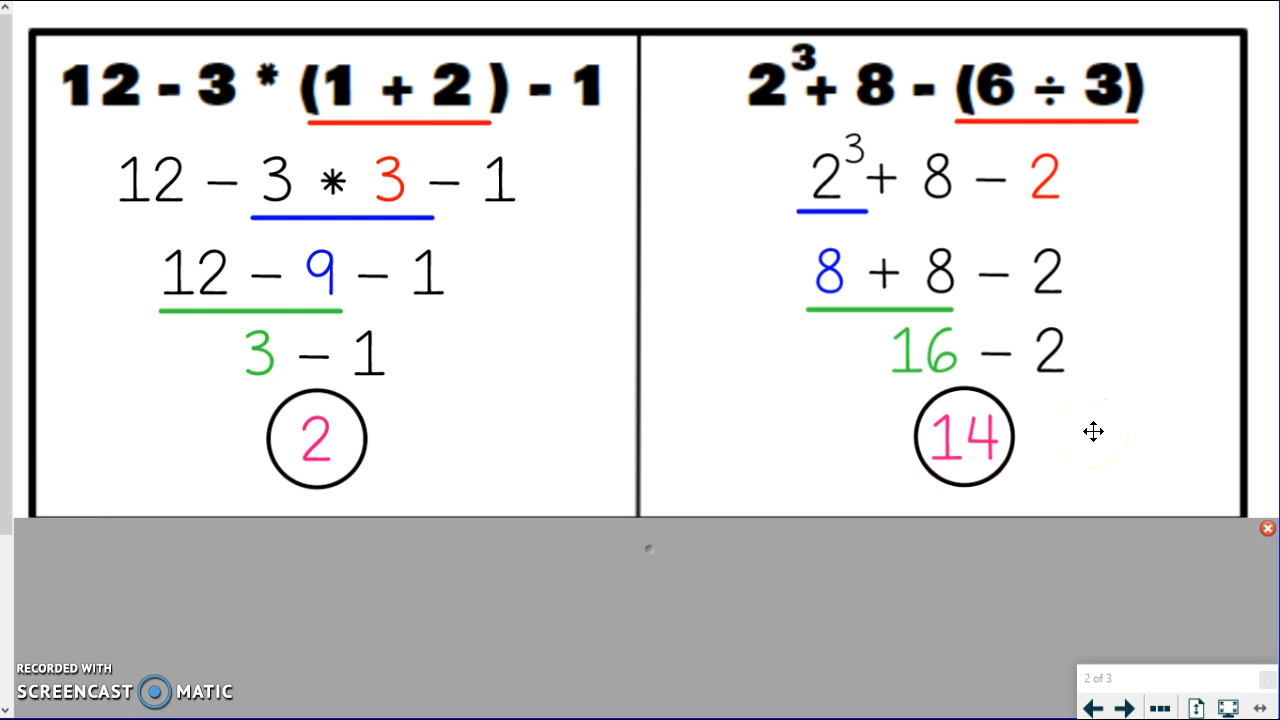 12 - 3 * (1 + 2 ) - 1
12 – 3 * 3 – 1
12 – 9 – 1
3 – 1
2
2³+ 8 - (6 ÷ 3)
2³+ 8 – 2
8 + 8 – 2
16 – 2
14
RECORDED WITH
SCREENCAST MATIC
2 of 3